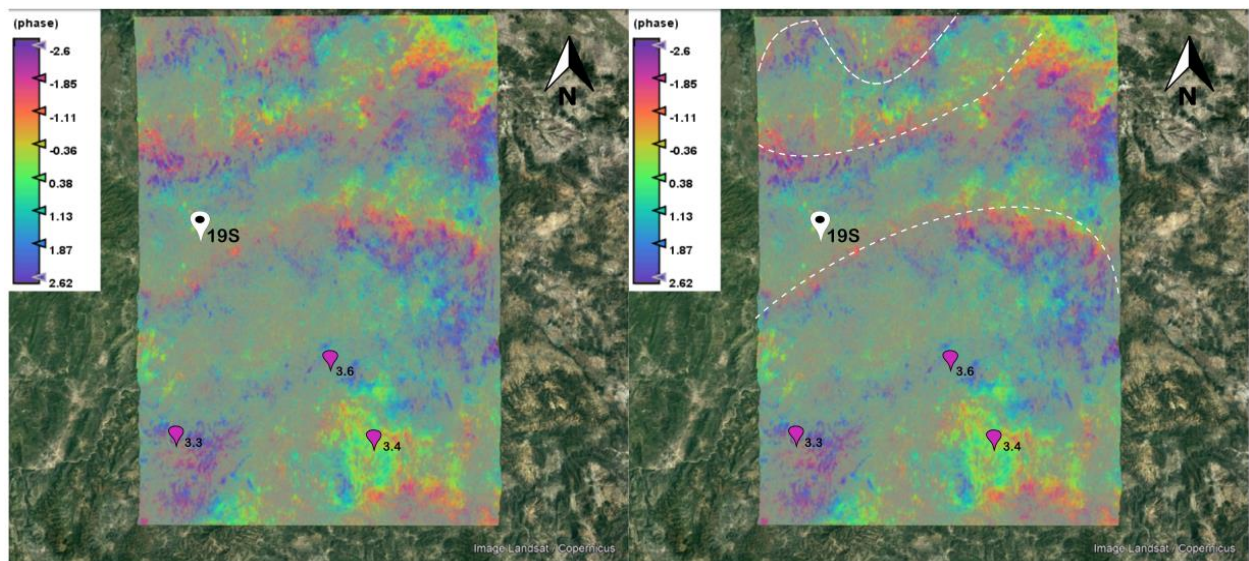 (phase)
-2.6
-1.85
-1.11
-0.36
0.38
1.13
1.87
2.62
N
19S
3.6
3.3
3.4
Image Landsat / Copernicus
(phase)
-2.6
-1.85
-1.11
-0.36
0.38
1.13
1.87
2.62
N
19S
3.6
3.3
3.4
Image Landsat / Copernicus